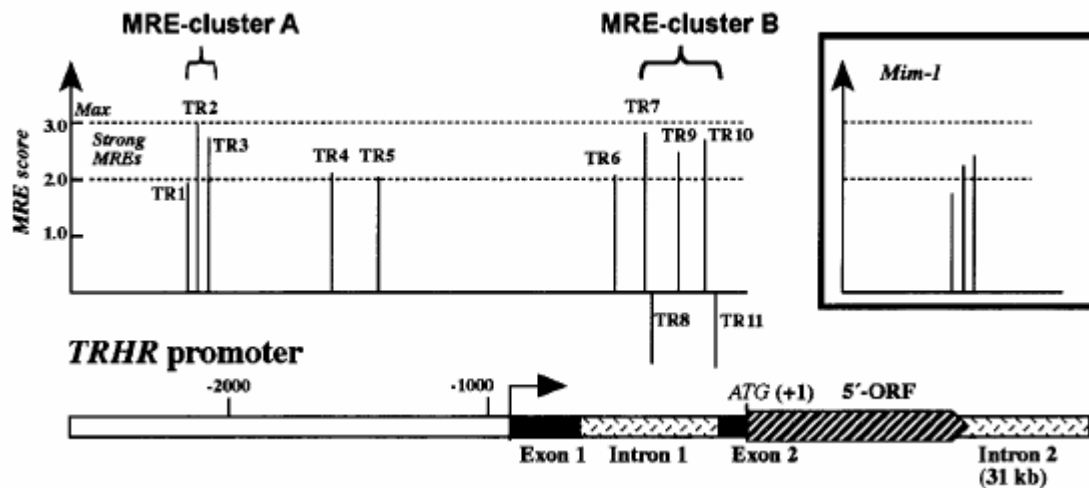 MRE-cluster A
MRE-cluster B
Mim-1
Max
TR2
TR7
3.0
Strong
MREs
TR3
TR9
TR10
TR4
TR5
TR6
2.0
TR1
MRE score
1.0
TR8
TR11
TRHR promoter
-2000
-1000
ATG (+1)
5´-ORF
Exon 1
Intron 1
Exon 2
Intron 2
(31 kb)